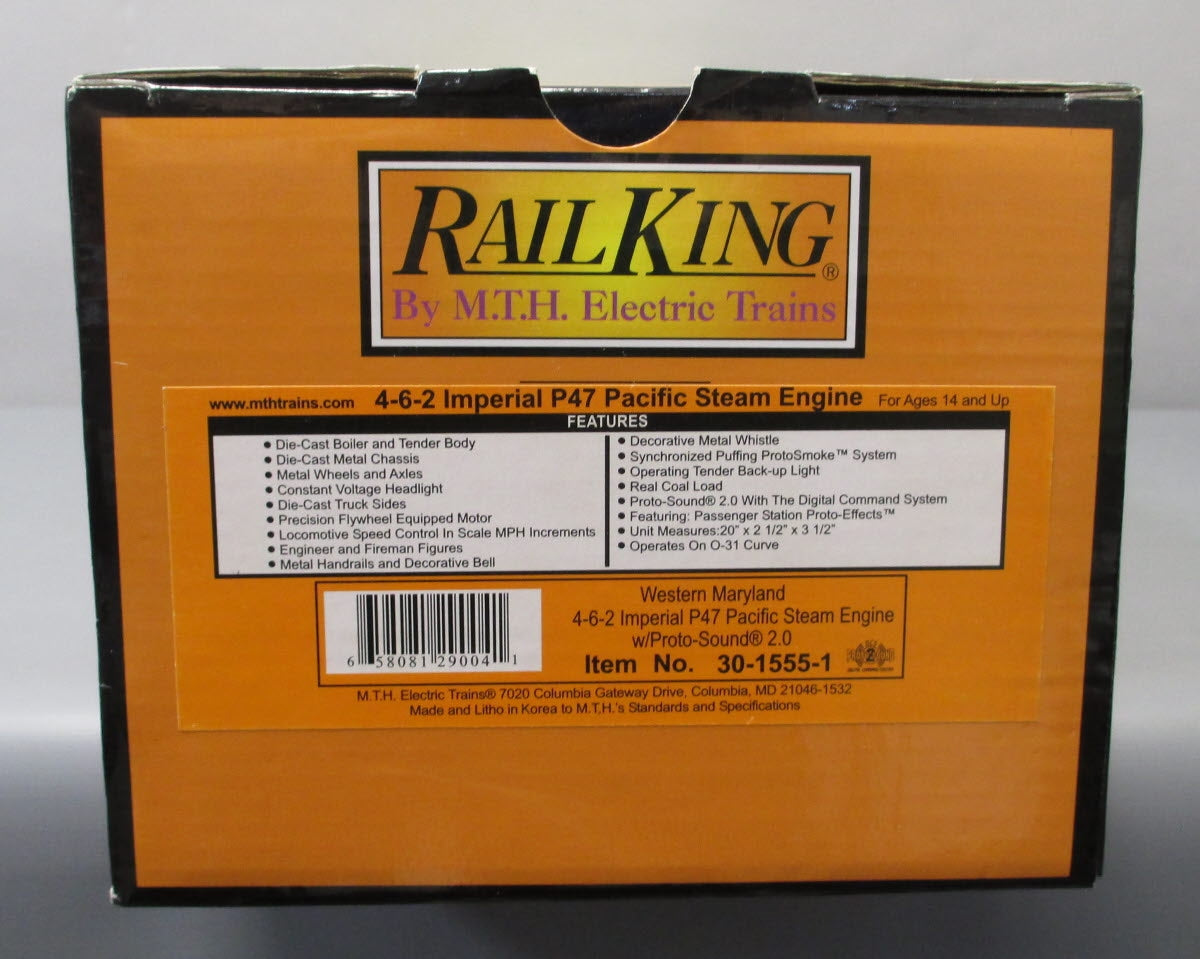 RAILKING®
By M.T.H. Electric Trains
www.mthtrains.com 4-6-2 Imperial P47 Pacific Steam Engine For Ages 14 and Up
FEATURES
• Die-Cast Boiler and Tender Body
• Die-Cast Metal Chassis
• Metal Wheels and Axles
• Constant Voltage Headlight
• Die-Cast Truck Sides
• Precision Flywheel Equipped Motor
• Locomotive Speed Control In Scale MPH Increments
• Engineer and Fireman Figures
• Metal Handrails and Decorative Bell
• Decorative Metal Whistle
• Synchronized Puffing ProtoSmoke™ System
• Operating Tender Back-up Light
• Real Coal Load
• Proto-Sound® 2.0 With The Digital Command System
• Featuring: Passenger Station Proto-Effects™
• Unit Measures:20" x 2 1/2" x 3 1/2"
• Operates On O-31 Curve
6 58081 29004 1
Western Maryland
4-6-2 Imperial P47 Pacific Steam Engine
w/Proto-Sound® 2.0
Item No. 30-1555-1
M.T.H. Electric Trains® 7020 Columbia Gateway Drive, Columbia, MD 21046-1532
Made and Litho in Korea to M.T.H.'s Standards and Specifications